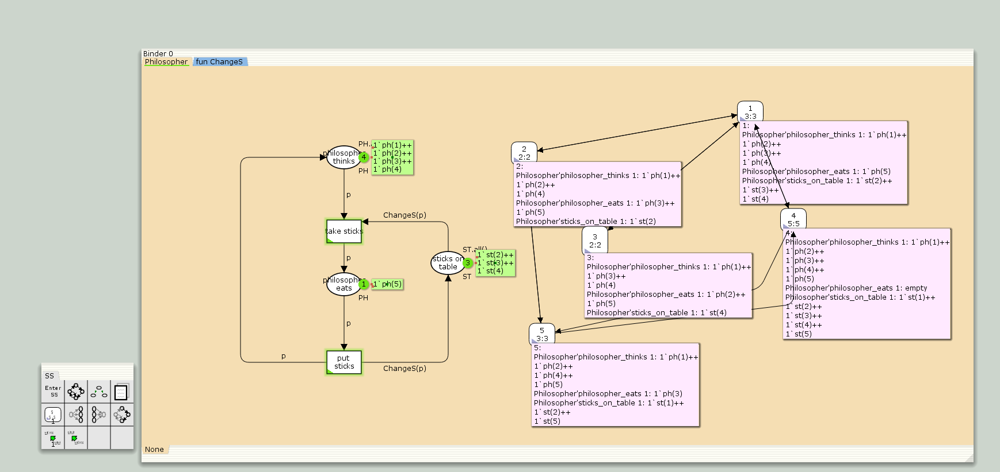 Binder 0
Philosopher
fun ChangeS
PH.
philosopher
thinks
4
1`ph(1)++
1`ph(2)++
1`ph(3)++
1`ph(4)
PH
p
ChangeS(p)
take sticks
p
ST.all()
sticks on
table
3
1`st(2)++
1`st(3)++
1`st(4)
ST
philosopher
eats
1
1`ph(5)
PH
p
p
put
sticks
ChangeS(p)
1
3:3
1:
Philosopher'philosopher_thinks 1: 1`ph(1)++
1`ph(2)++
1`ph(3)++
1`ph(4)
Philosopher'philosopher_eats 1: 1`ph(5)
Philosopher'sticks_on_table 1: 1`st(2)++
1`st(3)++
1`st(4)
2
2:2
2:
Philosopher'philosopher_thinks 1: 1`ph(1)++
1`ph(2)++
1`ph(4)
Philosopher'philosopher_eats 1: 1`ph(3)++
1`ph(5)
Philosopher'sticks_on_table 1: 1`st(2)
3
2:2
3:
Philosopher'philosopher_thinks 1: 1`ph(1)++
1`ph(3)++
1`ph(4)
Philosopher'philosopher_eats 1: 1`ph(2)++
1`ph(5)
Philosopher'sticks_on_table 1: 1`st(4)
4
5:5
4:
Philosopher'philosopher_thinks 1: 1`ph(1)++
1`ph(2)++
1`ph(3)++
1`ph(4)++
1`ph(5)
Philosopher'philosopher_eats 1: empty
Philosopher'sticks_on_table 1: 1`st(1)++
1`st(2)++
1`st(3)++
1`st(4)++
1`st(5)
5
3:3
5:
Philosopher'philosopher_thinks 1: 1`ph(1)++
1`ph(2)++
1`ph(4)++
1`ph(5)
Philosopher'philosopher_eats 1: 1`ph(3)
Philosopher'sticks_on_table 1: 1`st(1)++
1`st(2)++
1`st(5)
SS
Enter
SS
1
1
None